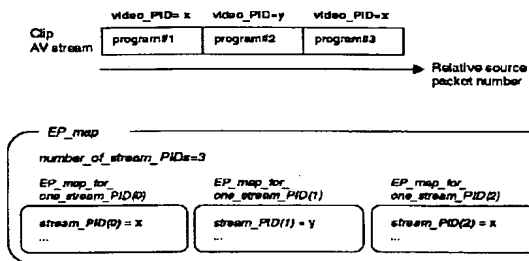 video_PID= x video_PID=y video_PID=x
Clip
AV stream
program#1 program#2 program#3
Relative source
packet number
EP_map
number_of_stream_PIDs=3
EP_map_for_
one_stream_PID(0)
EP_map_for_
one_stream_PID(1)
EP_map_for_
one_stream_PID(2)
stream_PID(0) = x
...
stream_PID(1) = y
...
stream_PID(2) = x
...